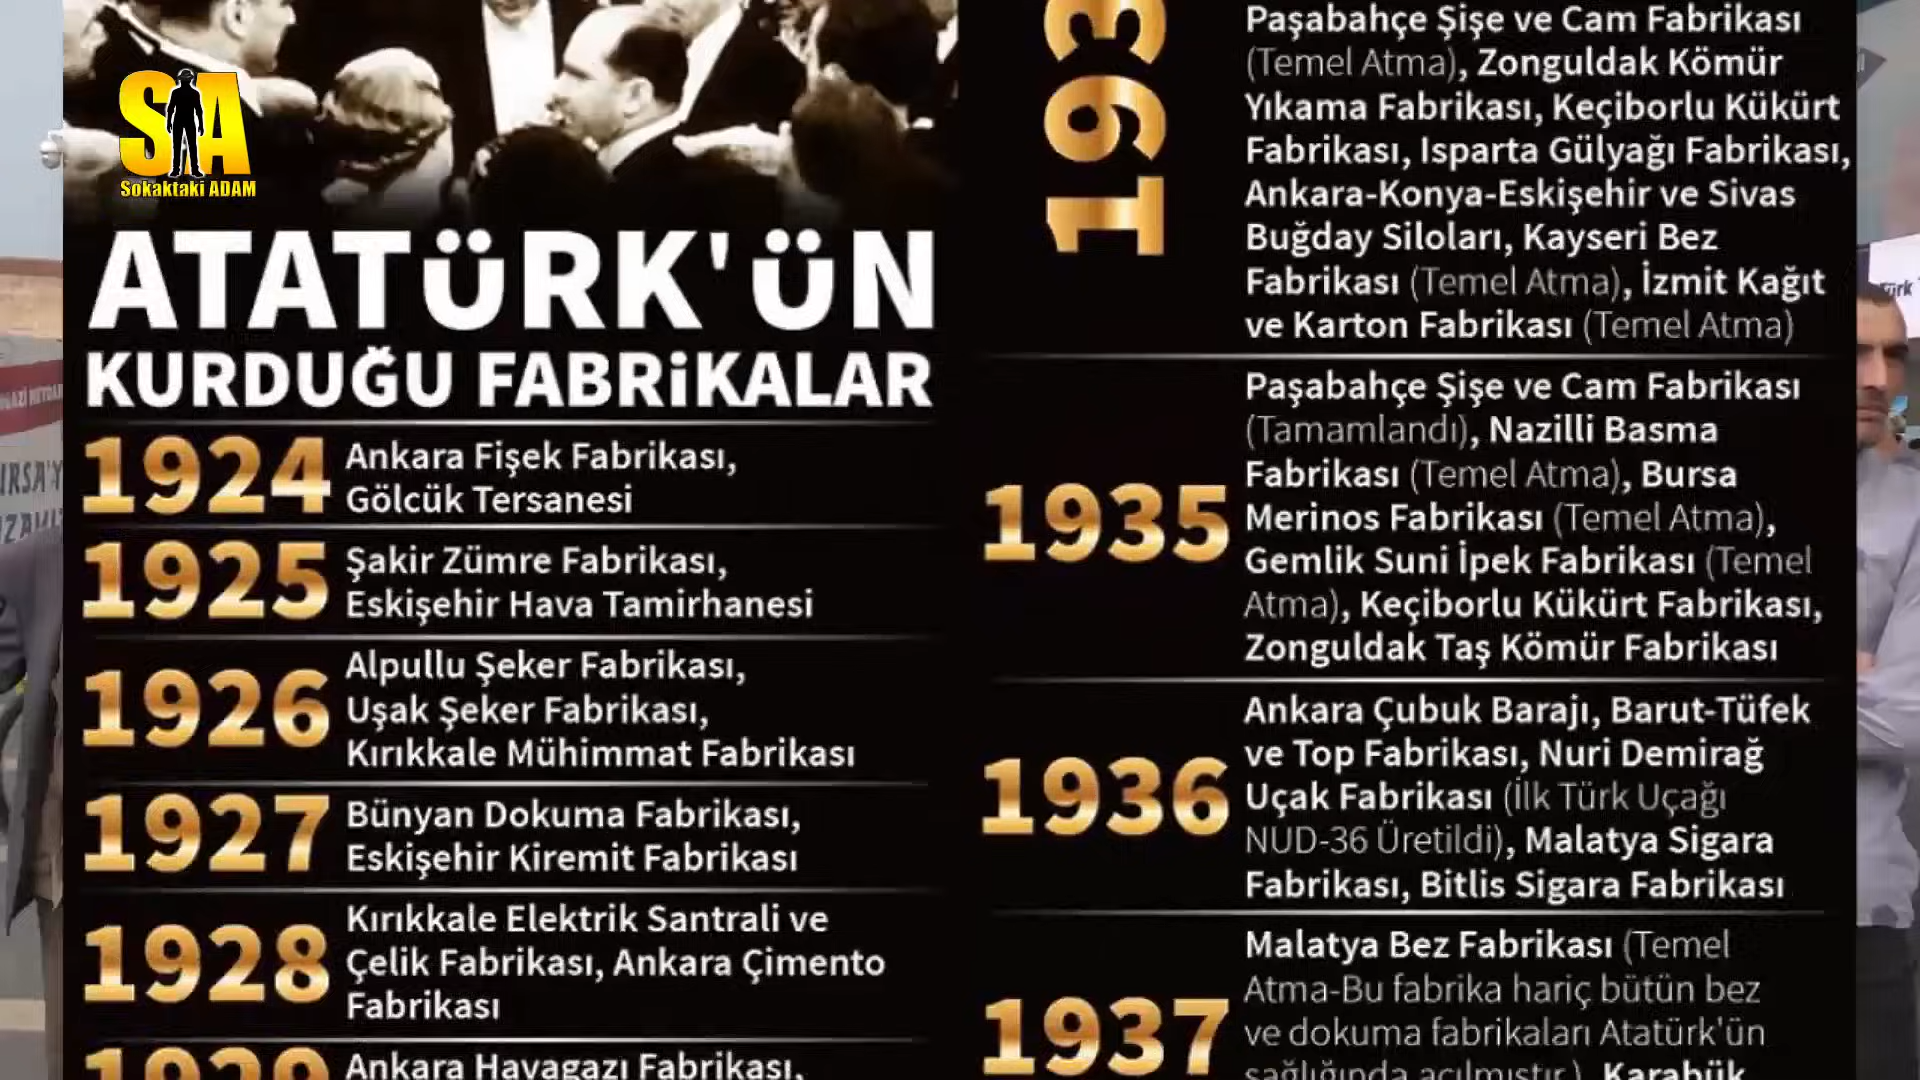 SA
Sokaktaki ADAM
ATATÜRK'ÜN
KURDUĞU FABRİKALAR
1924
Ankara Fişek Fabrikası,
Gölcük Tersanesi
1925
Şakir Zümre Fabrikası,
Eskişehir Hava Tamirhanesi
1926
Alpullu Şeker Fabrikası,
Uşak Şeker Fabrikası,
Kırıkkale Mühimmat Fabrikası
1927
Bünyan Dokuma Fabrikası,
Eskişehir Kiremit Fabrikası
1928
Kırıkkale Elektrik Santrali ve
Çelik Fabrikası, Ankara Çimento
Fabrikası
1929
Ankara Havagazı Fabrikası,
193
Paşabahçe Şişe ve Cam Fabrikası
(Temel Atma), Zonguldak Kömür
Yıkama Fabrikası, Keçiborlu Kükürt
Fabrikası, Isparta Gülyağı Fabrikası,
Ankara-Konya-Eskişehir ve Sivas
Buğday Siloları, Kayseri Bez
Fabrikası (Temel Atma), İzmit Kağıt
ve Karton Fabrikası (Temel Atma)
1935
Paşabahçe Şişe ve Cam Fabrikası
(Tamamlandı), Nazilli Basma
Fabrikası (Temel Atma), Bursa
Merinos Fabrikası (Temel Atma),
Gemlik Suni İpek Fabrikası (Temel
Atma), Keçiborlu Kükürt Fabrikası,
Zonguldak Taş Kömür Fabrikası
1936
Ankara Çubuk Barajı, Barut-Tüfek
ve Top Fabrikası, Nuri Demirağ
Uçak Fabrikası (İlk Türk Uçağı
NUD-36 Üretildi), Malatya Sigara
Fabrikası, Bitlis Sigara Fabrikası
1937
Malatya Bez Fabrikası (Temel
Atma-Bu fabrika hariç bütün bez
ve dokuma fabrikaları Atatürk'ün
sağlığında açılmıştır.), Karabük